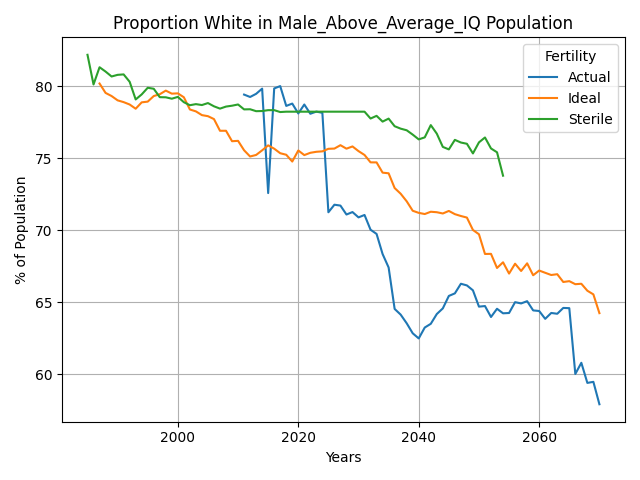 Proportion White in Male_Above_Average_IQ Population
Fertility
Actual
Ideal
Sterile
% of Population
80
75
70
65
60
2000
2020
2040
2060
Years